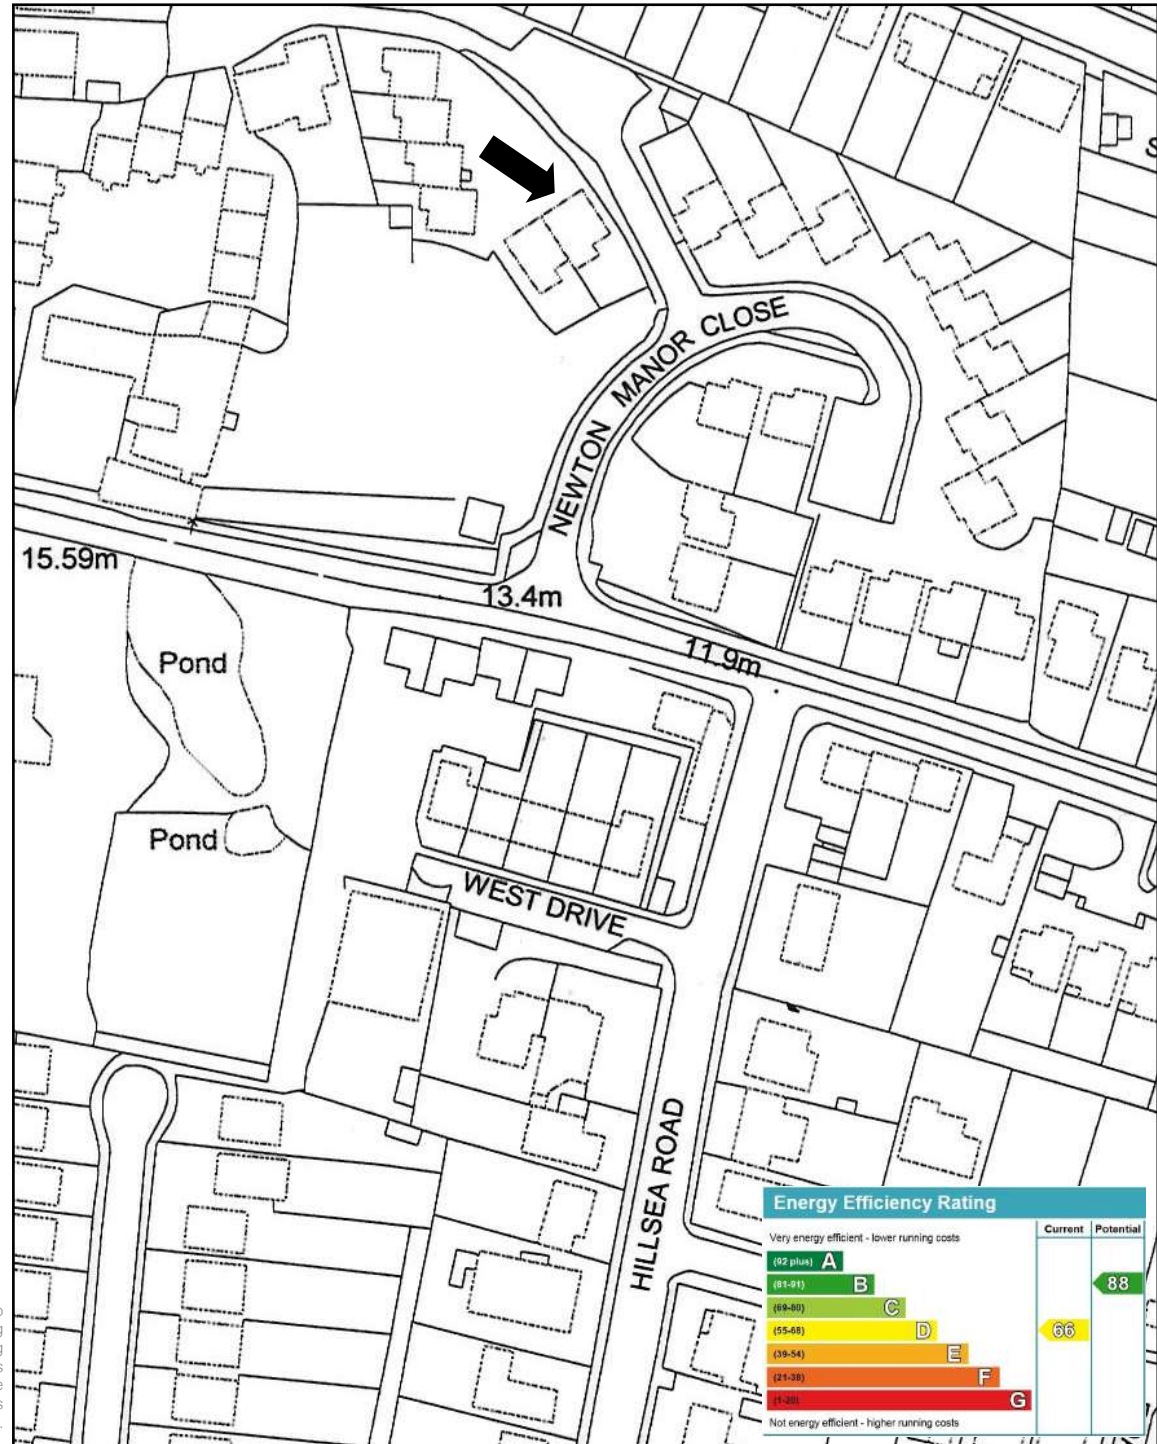 NEWTON MANOR CLOSE
15.59m
13.4m
11.9m
Pond
Pond
WEST DRIVE
HILLSEA ROAD
Energy Efficiency Rating
Current
Potential
Very energy efficient - lower running costs
(92 plus) A
(81-91) B
88
(69-80) C
(55-68) D
66
(39-54) E
(21-38) F
(1-20) G
Not energy efficient - higher running costs